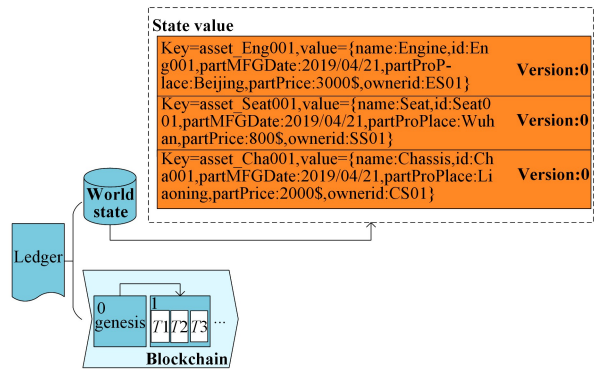 State value
Key=asset_Eng001,value={name:Engine,id:En
g001,partMFGDate:2019/04/21,partProP-
lace:Beijing,partPrice:3000$,ownerid:ES01}
Version:0
Key=asset_Seat001,value={name:Seat,id:Seat0
01,partMFGDate:2019/04/21,partProPlace:Wuh
an,partPrice:800$,ownerid:SS01}
Version:0
Key=asset_Cha001,value={name:Chassis,id:Ch
a001,partMFGDate:2019/04/21,partProPlace:Li
aoning,partPrice:2000$,ownerid:CS01}
Version:0
World
state
Ledger
0
genesis
1
T1 T2 T3
...
Blockchain